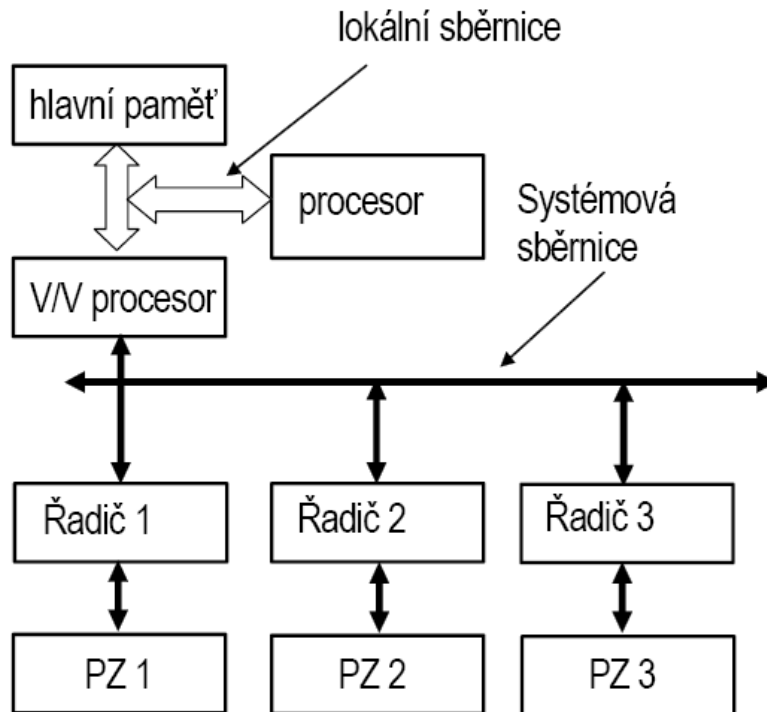 lokální sběrnice
hlavní paměť
procesor
Systémová
sběrnice
V/V procesor
Řadič 1
Řadič 2
Řadič 3
PZ 1
PZ 2
PZ 3